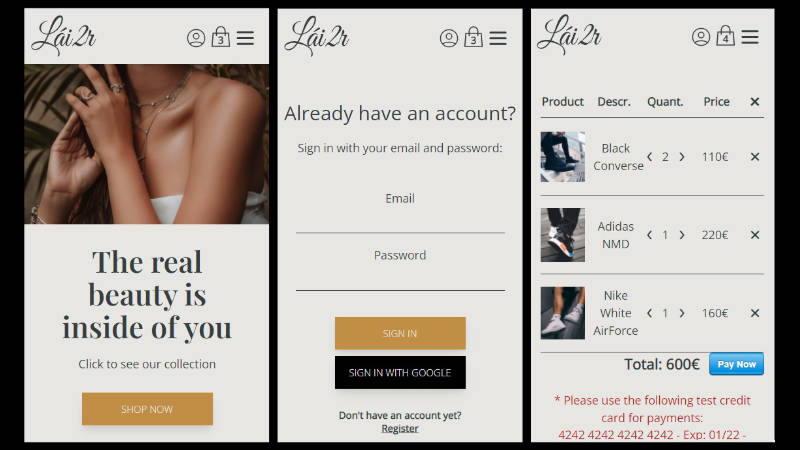 Lái2r
3
The real
beauty is
inside of you
Click to see our collection
SHOP NOW
Lái2r
3
Already have an account?
Sign in with your email and password:
Email
Password
SIGN IN
SIGN IN WITH GOOGLE
Don't have an account yet?
Register
Lái2r
4
Product Descr. Quant. Price ✕
Black
Converse ‹ 2 › 110€ ✕
Adidas
NMD ‹ 1 › 220€ ✕
Nike
White
AirForce ‹ 1 › 160€ ✕
Total: 600€ Pay Now
* Please use the following test credit
card for payments:
4242 4242 4242 4242 - Exp: 01/22 -